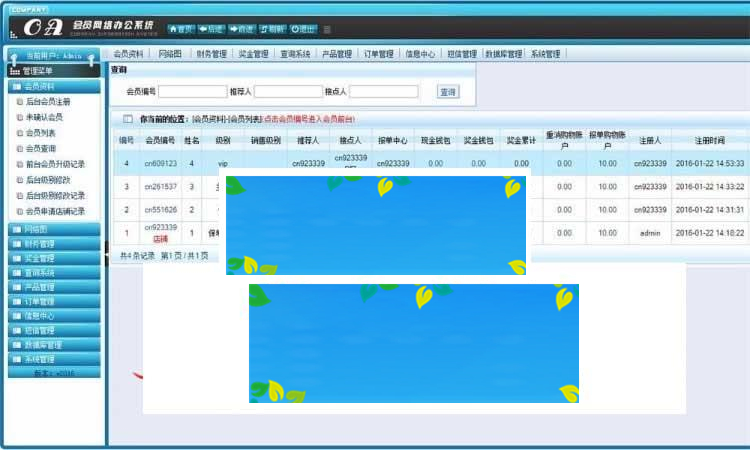 COMPANY
OA 会员网络办公系统
COMPANY INFORMATION SYSTEM
首页 后退 前进 刷新 退出
当前用户: Admin
会员资料 网络图 财务管理 奖金管理 查询系统 产品管理 订单管理 信息中心 短信管理 数据库管理 系统管理
管理菜单
会员资料
后台会员注册
未确认会员
会员列表
会员查询
前台会员升级记录
后台级别修改
后台级别修改记录
会员申请店铺记录
网络图
财务管理
奖金管理
查询系统
产品管理
订单管理
信息中心
短信管理
数据库管理
系统管理
版本: v2016
查询
会员编号 推荐人 接点人 查询
你当前的位置: [会员资料]-[会员列表](点击会员编号进入会员前台)
编号 会员编号 姓名 级别 销售级别 推荐人 接点人 报单中心 现金钱包 奖金钱包 奖金累计 重消购物账户 报单购物账户 注册人 注册时间
4 cn609123 4 vip cn923339 cn923339 cn923339 0.00 0.00 0.00 0.00 10.00 cn923339 2016-01-22 14:53:33
3 cn261537 3 0.00 10.00 cn923339 2016-01-22 14:33:22
2 cn551626 2 0.00 10.00 cn923339 2016-01-22 14:31:31
1 cn923339 店铺 1 0.00 10.00 admin 2016-01-22 14:18:22
共4条记录 第1页/共1页